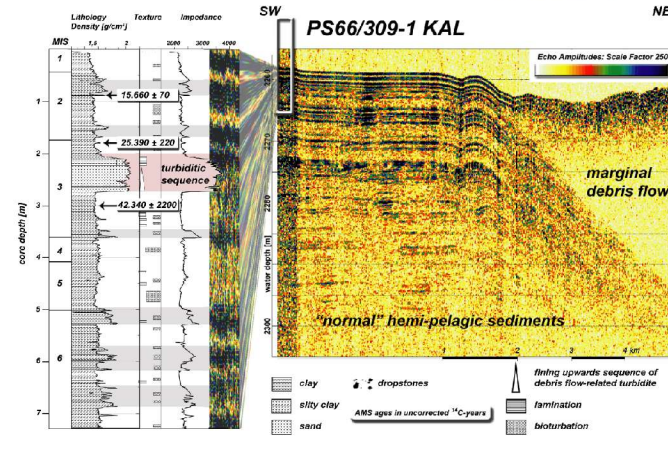 SW
NE
PS66/309-1 KAL
Lithology
Density [g/cm³]
Texture
Impedance
MIS
1,6
2
2000
3000
4000
Echo Amplitudes: Scale Factor 250
1
2
3
4
5
6
1
2
3
4
5
6
7
core depth [m]
15.660 ± 70
25.390 ± 220
turbiditic
sequence
42.340 ± 2200
2270
2280
2300
water depth [m]
marginal
debris flow
"normal" hemi-pelagic sediments
1
2
3
4 km
clay
silty clay
sand
dropstones
AMS ages in uncorrected ¹⁴C-years
fining upwards sequence of
debris flow-related turbidite
lamination
bioturbation